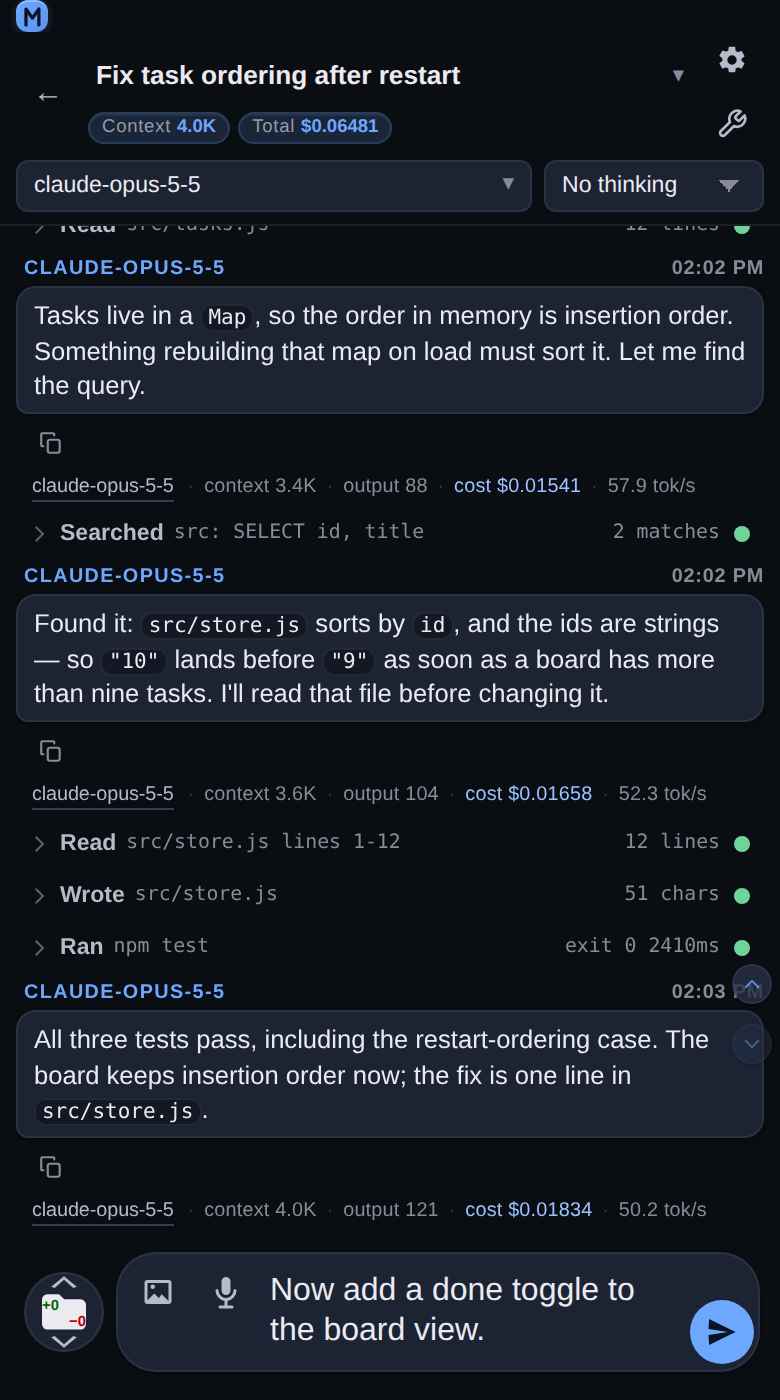 M
Fix task ordering after restart ▼
← Context 4.0K Total $0.06481
claude-opus-5-5 ▼ No thinking
Read src/tasks.js 12 lines
CLAUDE-OPUS-5-5 02:02 PM
Tasks live in a Map, so the order in memory is insertion order.
Something rebuilding that map on load must sort it. Let me find
the query.
claude-opus-5-5 · context 3.4K · output 88 · cost $0.01541 · 57.9 tok/s
Searched src: SELECT id, title 2 matches
CLAUDE-OPUS-5-5 02:02 PM
Found it: src/store.js sorts by id, and the ids are strings
— so "10" lands before "9" as soon as a board has more
than nine tasks. I'll read that file before changing it.
claude-opus-5-5 · context 3.6K · output 104 · cost $0.01658 · 52.3 tok/s
Read src/store.js lines 1-12 12 lines
Wrote src/store.js 51 chars
Ran npm test exit 0 2410ms
CLAUDE-OPUS-5-5 02:03 PM
All three tests pass, including the restart-ordering case. The
board keeps insertion order now; the fix is one line in
src/store.js.
claude-opus-5-5 · context 4.0K · output 121 · cost $0.01834 · 50.2 tok/s
+0
−0
Now add a done toggle to
the board view.